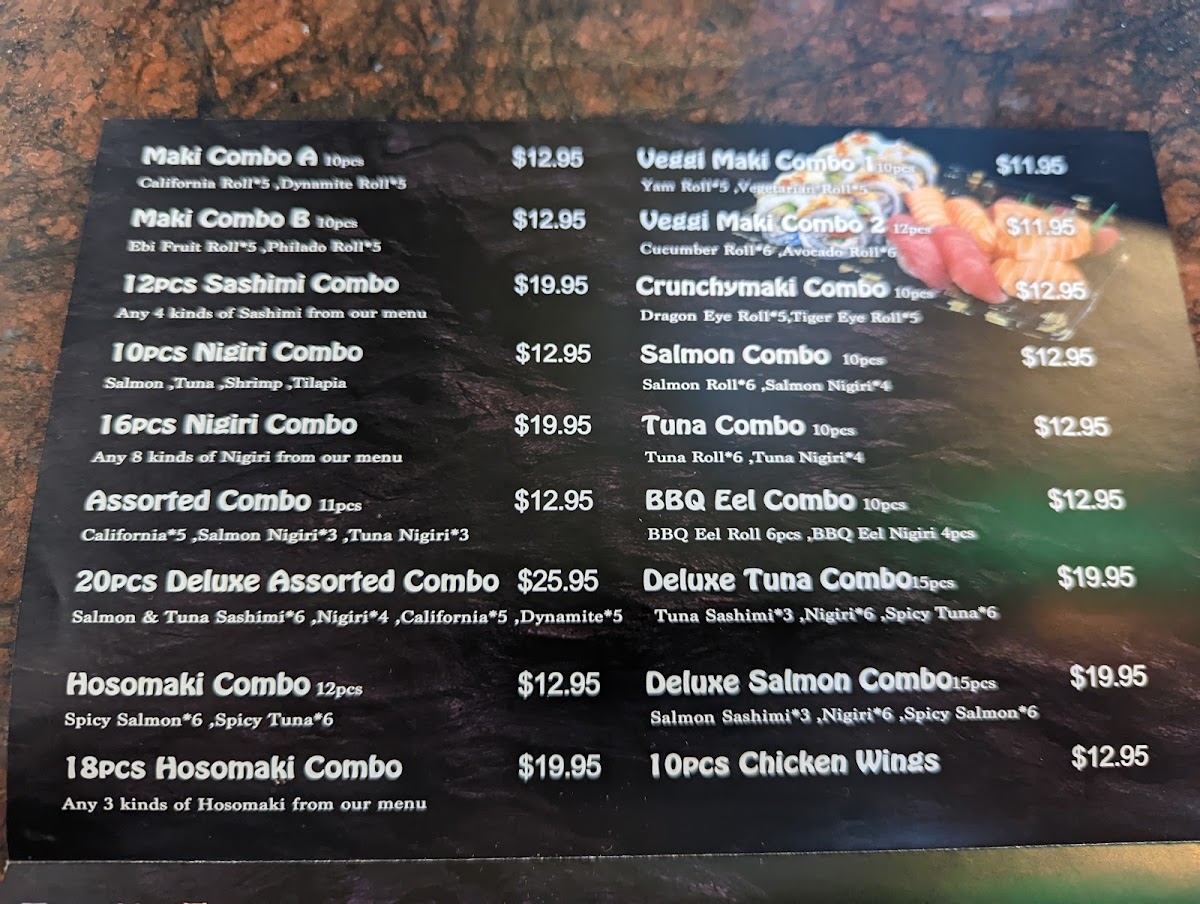 Maki Combo A 10pcs $12.95
California Roll*5 ,Dynamite Roll*5
Maki Combo B 10pcs $12.95
Ebi Fruit Roll*5 ,Philado Roll*5
12pcs Sashimi Combo $19.95
Any 4 kinds of Sashimi from our menu
10pcs Nigiri Combo $12.95
Salmon ,Tuna ,Shrimp ,Tilapia
16pcs Nigiri Combo $19.95
Any 8 kinds of Nigiri from our menu
Assorted Combo 11pcs $12.95
California*5 ,Salmon Nigiri*3 ,Tuna Nigiri*3
20pcs Deluxe Assorted Combo $25.95
Salmon & Tuna Sashimi*6 ,Nigiri*4 ,California*5 ,Dynamite*5
Hosomaki Combo 12pcs $12.95
Spicy Salmon*6 ,Spicy Tuna*6
18pcs Hosomaki Combo $19.95
Any 3 kinds of Hosomaki from our menu
Veggi Maki Combo 1 10pcs $11.95
Yam Roll*5 ,Vegetarian Roll*5
Veggi Maki Combo 2 12pcs $11.95
Cucumber Roll*6 ,Avocado Roll*6
Crunchymaki Combo 10pcs $12.95
Dragon Eye Roll*5,Tiger Eye Roll*5
Salmon Combo 10pcs $12.95
Salmon Roll*6 ,Salmon Nigiri*4
Tuna Combo 10pcs $12.95
Tuna Roll*6 ,Tuna Nigiri*4
BBQ Eel Combo 10pcs $12.95
BBQ Eel Roll 6pcs ,BBQ Eel Nigiri 4pcs
Deluxe Tuna Combo15pcs $19.95
Tuna Sashimi*3 ,Nigiri*6 ,Spicy Tuna*6
Deluxe Salmon Combo15pcs $19.95
Salmon Sashimi*3 ,Nigiri*6 ,Spicy Salmon*6
10pcs Chicken Wings $12.95